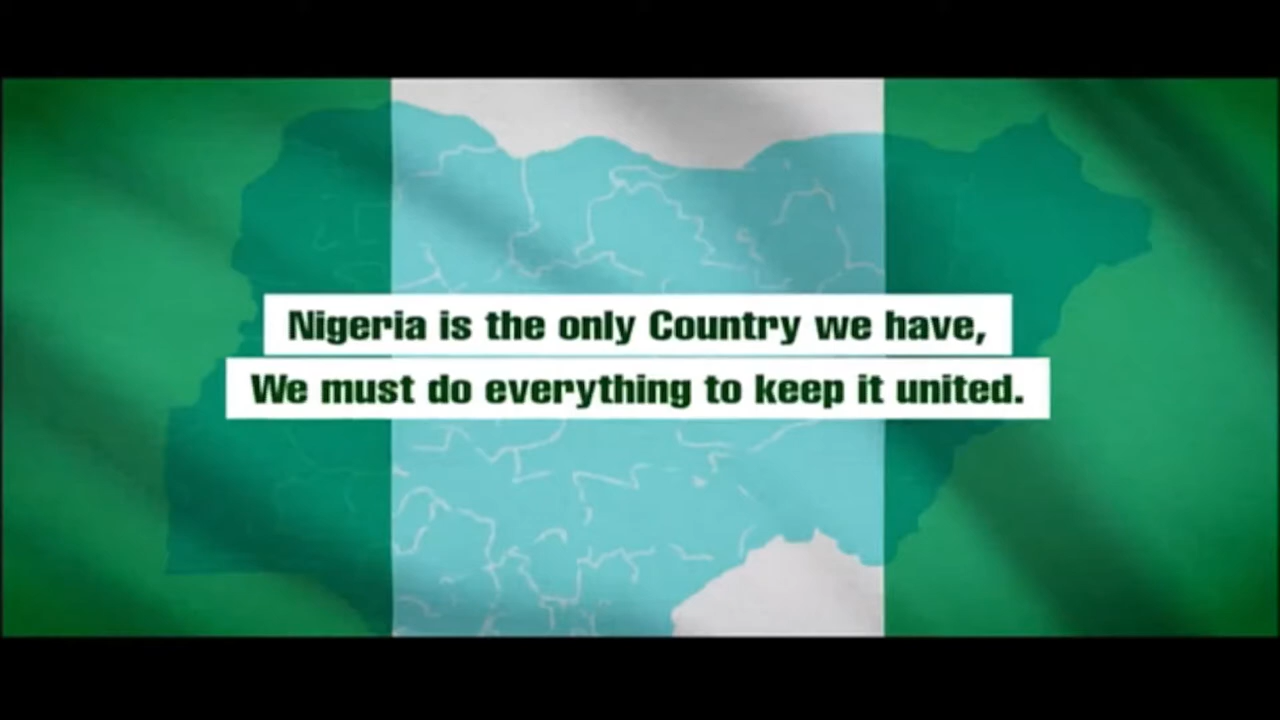 Nigeria is the only Country we have,
We must do everything to keep it united.